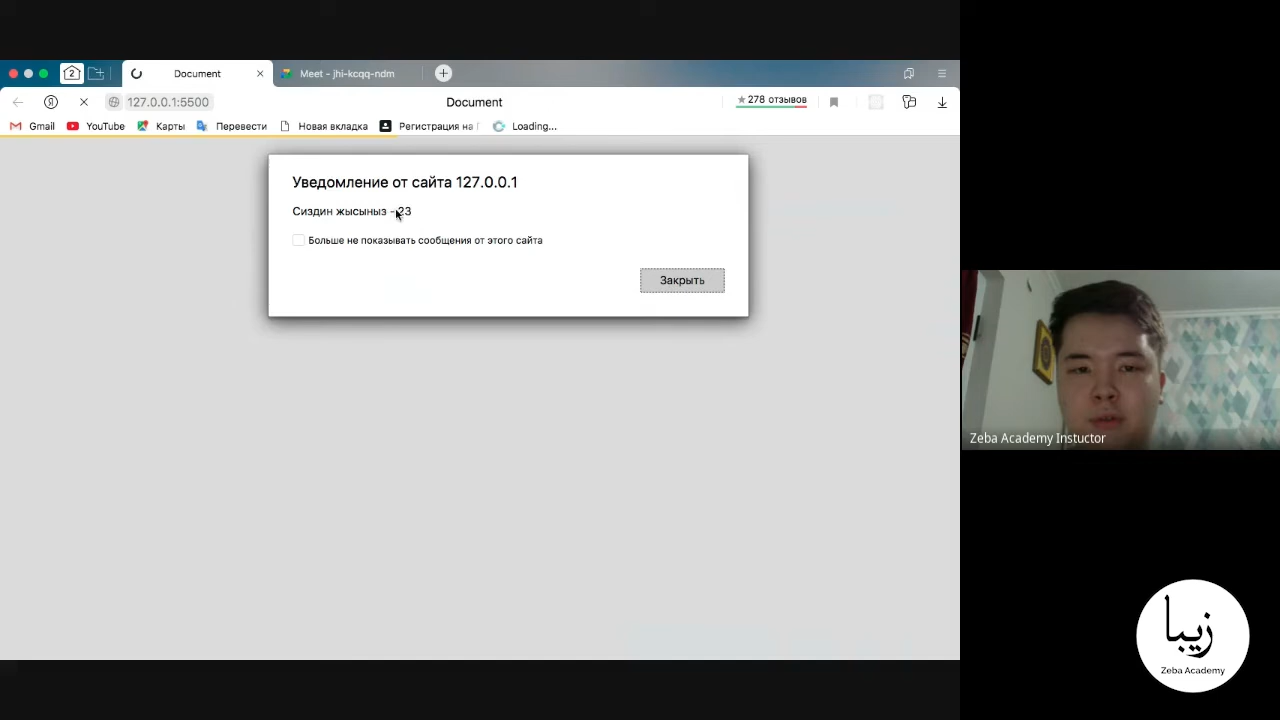 2
Document
Meet - jhi-kcqq-ndm
127.0.0.1:5500
Document
278 отзывов
Gmail
YouTube
Карты
Перевести
Новая вкладка
Регистрация на
Loading...
Уведомление от сайта 127.0.0.1
Сиздин жысыныз - 23
Больше не показывать сообщения от этого сайта
Закрыть
Zeba Academy Instuctor
زیبا
Zeba Academy